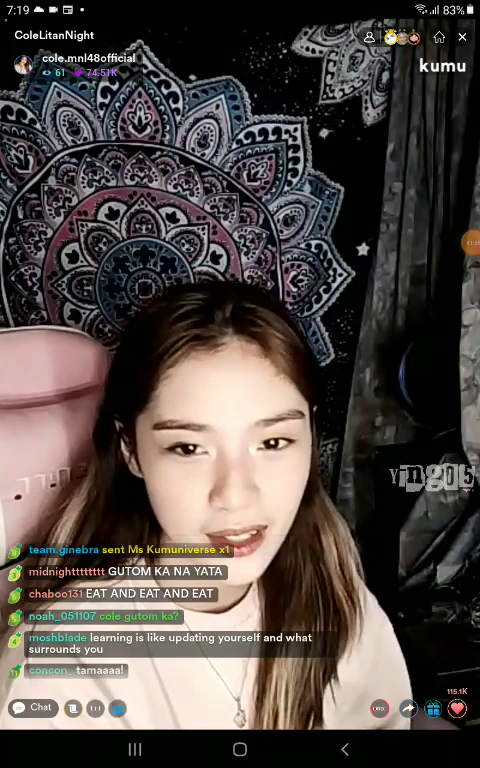 7:19
83%
ColeLitanNight
cole.mnl48official
61 74.51K
kumu
YINGO5
team.ginebra sent Ms Kumuniverse x1
midnighttttttttt GUTOM KA NA YATA
chaboo131 EAT AND EAT AND EAT
noah_051107 cole gutom ka?
moshblade learning is like updating yourself and what
surrounds you
concon_ tamaaaa!
115.1K
Chat